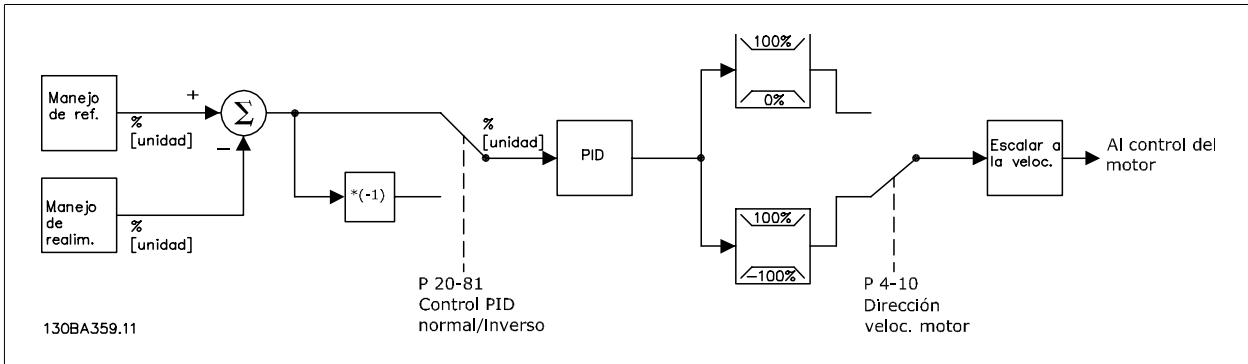 Manejo
de ref.
+
%
[unidad]
Σ
−
Manejo
de
realim.
%
[unidad]
*(-1)
%
[unidad]
P 20-81
Control PID
normal/Inverso
PID
100%
0%
100%
−100%
P 4-10
Dirección
veloc. motor
Escalar a
la veloc.
Al control del
motor
130BA359.11